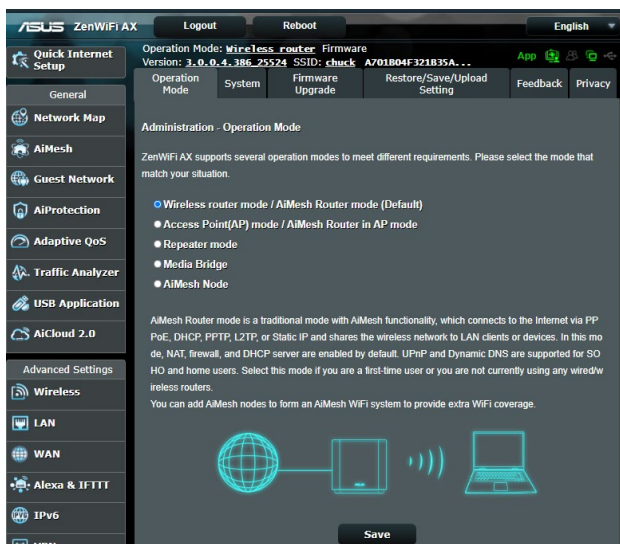 ASUS ZenWiFi AX
Logout
Reboot
English
Quick Internet
Setup
Operation Mode: Wireless router Firmware
Version: 3.0.0.4.386_25524 SSID: chuck A701B04F321B35A...
App
General
Network Map
AiMesh
Guest Network
AiProtection
Adaptive QoS
Traffic Analyzer
USB Application
AiCloud 2.0
Advanced Settings
Wireless
LAN
WAN
Alexa & IFTTT
IPv6
Operation
Mode
System
Firmware
Upgrade
Restore/Save/Upload
Setting
Feedback
Privacy
Administration - Operation Mode
ZenWiFi AX supports several operation modes to meet different requirements. Please select the mode that
match your situation.
Wireless router mode / AiMesh Router mode (Default)
Access Point(AP) mode / AiMesh Router in AP mode
Repeater mode
Media Bridge
AiMesh Node
AiMesh Router mode is a traditional mode with AiMesh functionality, which connects to the Internet via PP
PoE, DHCP, PPTP, L2TP, or Static IP and shares the wireless network to LAN clients or devices. In this mo
de, NAT, firewall, and DHCP server are enabled by default. UPnP and Dynamic DNS are supported for SO
HO and home users. Select this mode if you are a first-time user or you are not currently using any wired/w
ireless routers.
You can add AiMesh nodes to form an AiMesh WiFi system to provide extra WiFi coverage.
Save